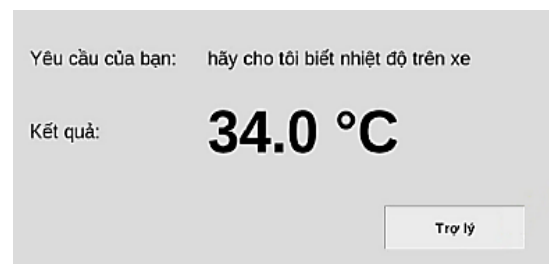 Yêu cầu của bạn: hãy cho tôi biết nhiệt độ trên xe
Kết quả: 34.0 °C
Trợ lý